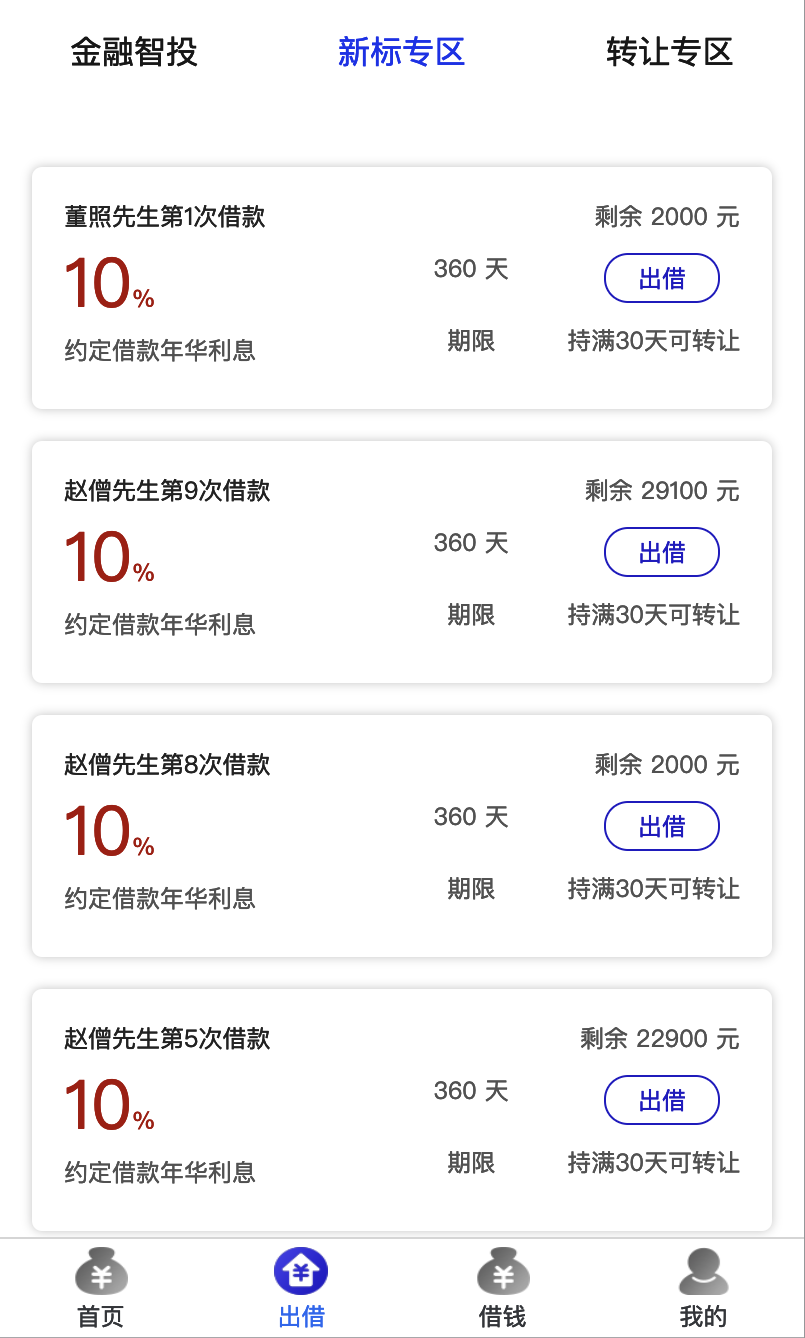 金融智投 新标专区 转让专区
董照先生第1次借款 剩余 2000 元
10% 360 天 出借
约定借款年华利息 期限 持满30天可转让
赵僧先生第9次借款 剩余 29100 元
10% 360 天 出借
约定借款年华利息 期限 持满30天可转让
赵僧先生第8次借款 剩余 2000 元
10% 360 天 出借
约定借款年华利息 期限 持满30天可转让
赵僧先生第5次借款 剩余 22900 元
10% 360 天 出借
约定借款年华利息 期限 持满30天可转让
¥ ¥ ¥
首页 出借 借钱 我的